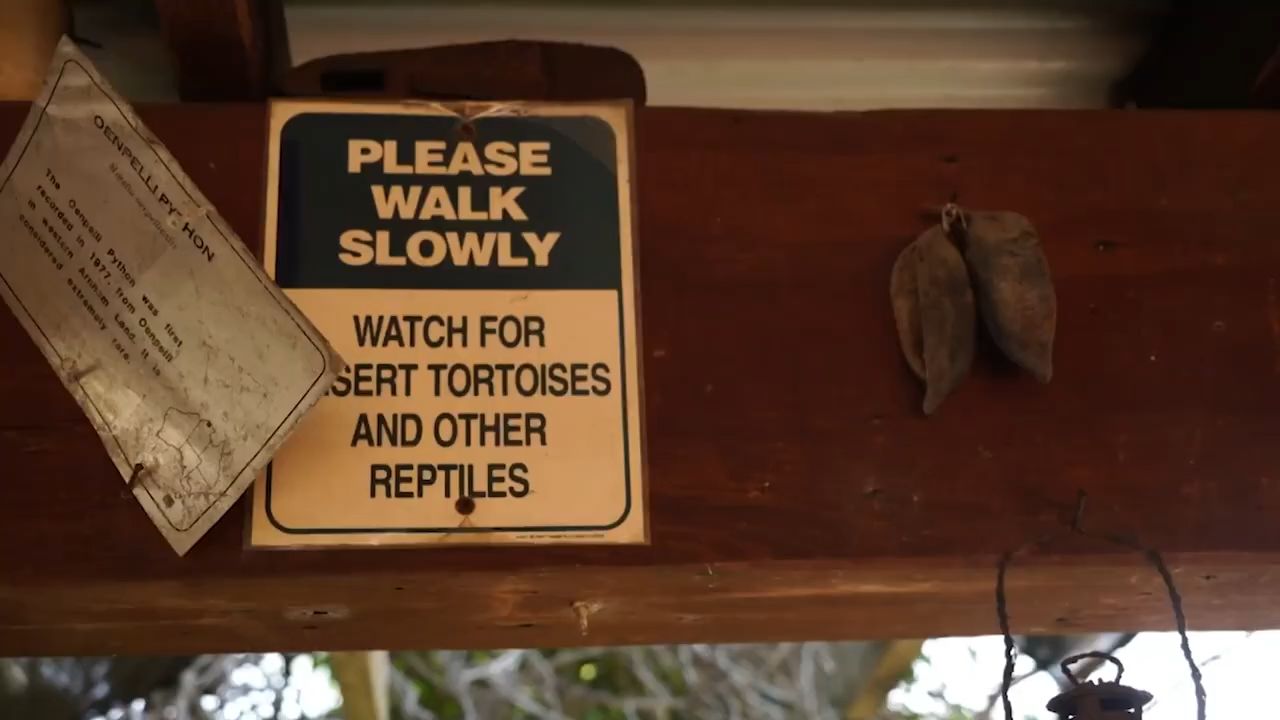 OENPELLI PYTHON
The Oenpelli Python was first
recorded in 1977, from Oenpelli
in western Arnhem Land. It is
considered extremely rare.
PLEASE
WALK
SLOWLY
WATCH FOR
SERT TORTOISES
AND OTHER
REPTILES